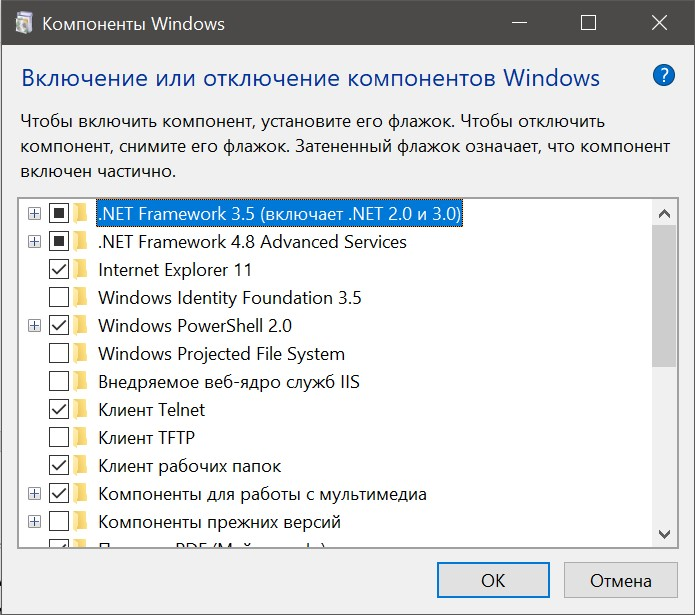 Компоненты Windows
Включение или отключение компонентов Windows
?
Чтобы включить компонент, установите его флажок. Чтобы отключить
компонент, снимите его флажок. Затененный флажок означает, что компонент
включен частично.
.NET Framework 3.5 (включает .NET 2.0 и 3.0)
.NET Framework 4.8 Advanced Services
Internet Explorer 11
Windows Identity Foundation 3.5
Windows PowerShell 2.0
Windows Projected File System
Внедряемое веб-ядро служб IIS
Клиент Telnet
Клиент TFTP
Клиент рабочих папок
Компоненты для работы с мультимедиа
Компоненты прежних версий
OK
Отмена